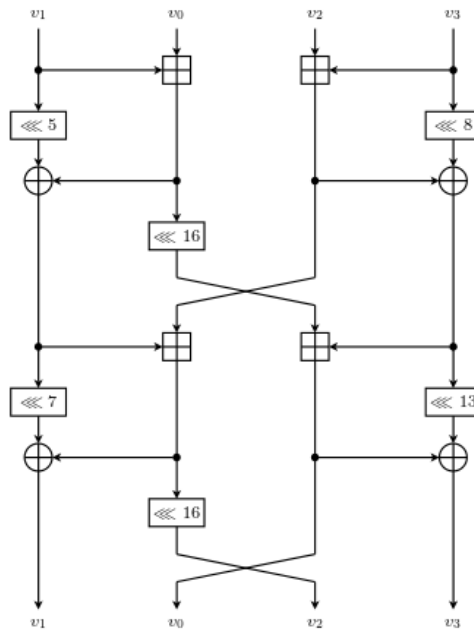 v₁ v₀ v₂ v₃
⋘ 5 ⋘ 8
⋘ 16
⋘ 7 ⋘ 13
⋘ 16
v₁ v₀ v₂ v₃